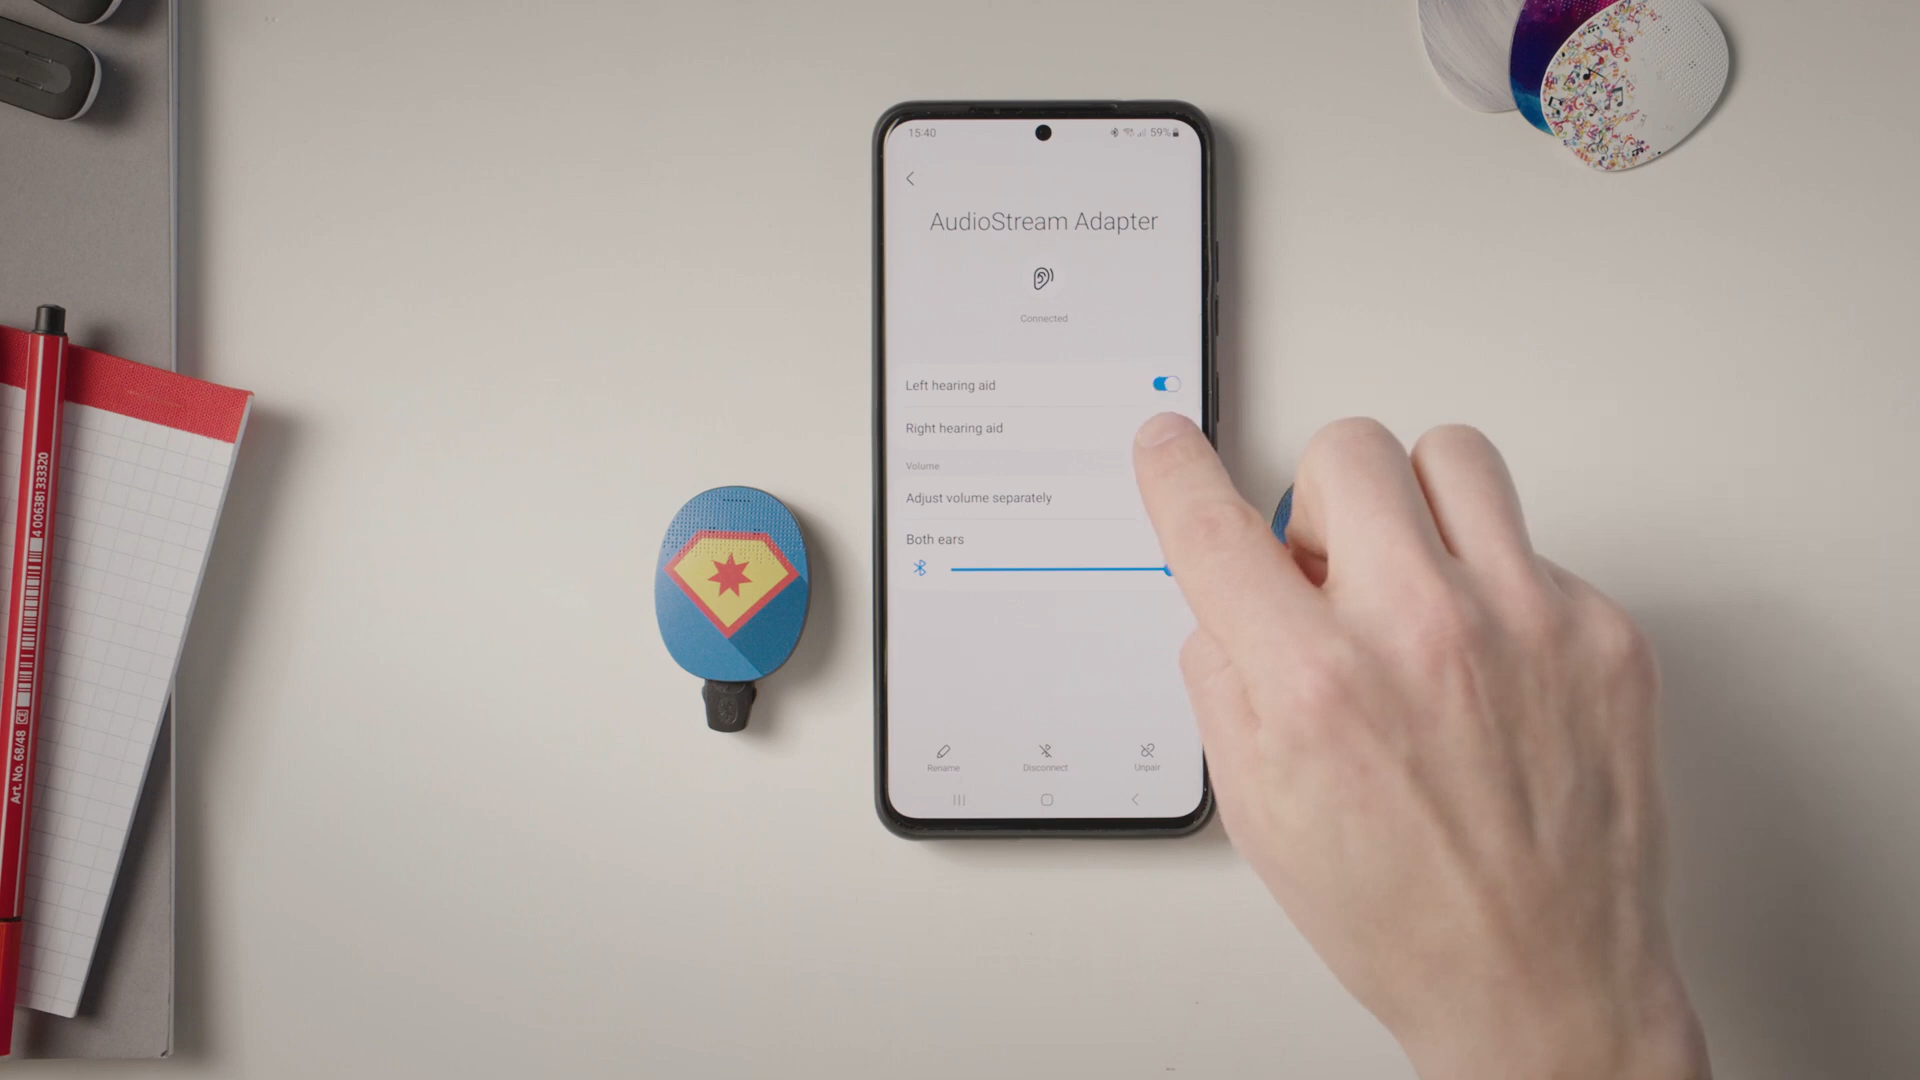 15:40
59%
AudioStream Adapter
Connected
Left hearing aid
Right hearing aid
Volume
Adjust volume separately
Both ears
Rename
Disconnect
Unpair
Art. No. 68/48 CE 4 006381 333320